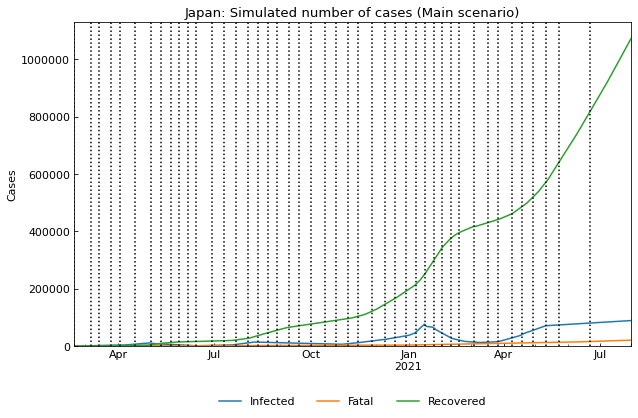 Japan: Simulated number of cases (Main scenario)
1000000
800000
600000
400000
200000
0
Cases
Apr
Jul
Oct
Jan
2021
Apr
Jul
Infected
Fatal
Recovered